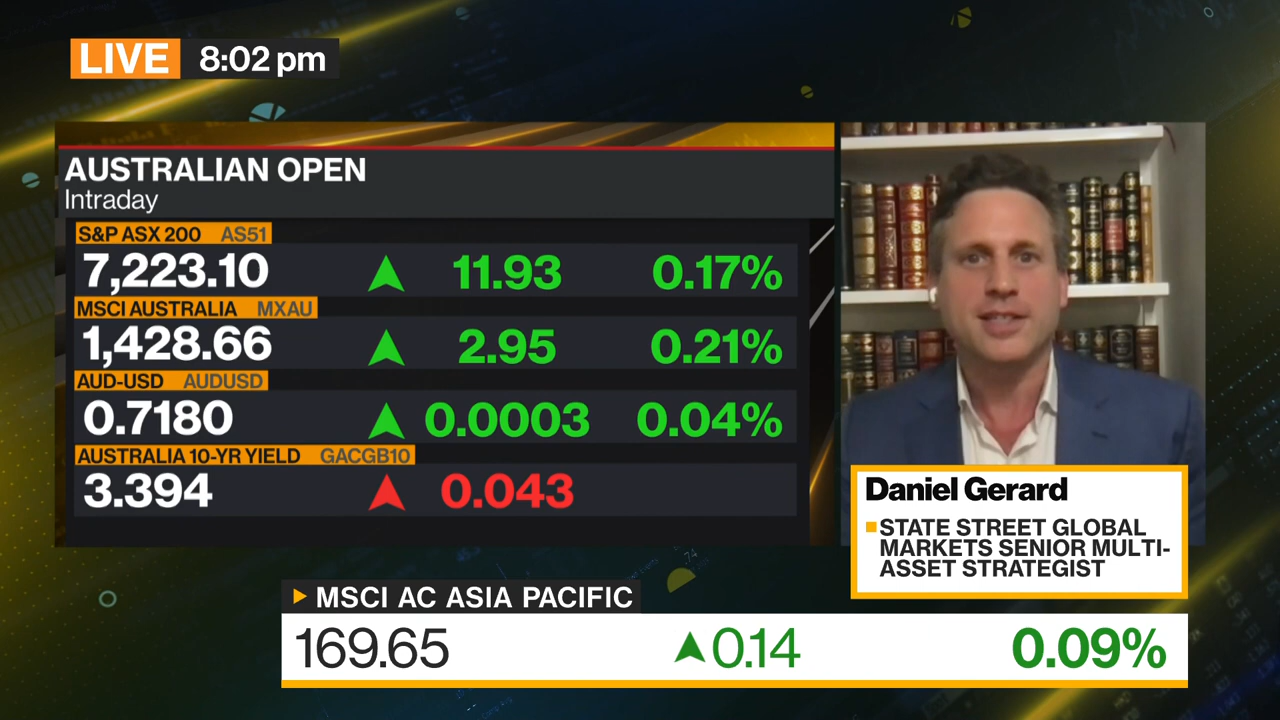 LIVE 8:02 pm
AUSTRALIAN OPEN
Intraday
S&P ASX 200 AS51
7,223.10 11.93 0.17%
MSCI AUSTRALIA MXAU
1,428.66 2.95 0.21%
AUD-USD AUDUSD
0.7180 0.0003 0.04%
AUSTRALIA 10-YR YIELD GACGB10
3.394 0.043
Daniel Gerard
STATE STREET GLOBAL
MARKETS SENIOR MULTI-
ASSET STRATEGIST
MSCI AC ASIA PACIFIC
169.65 0.14 0.09%